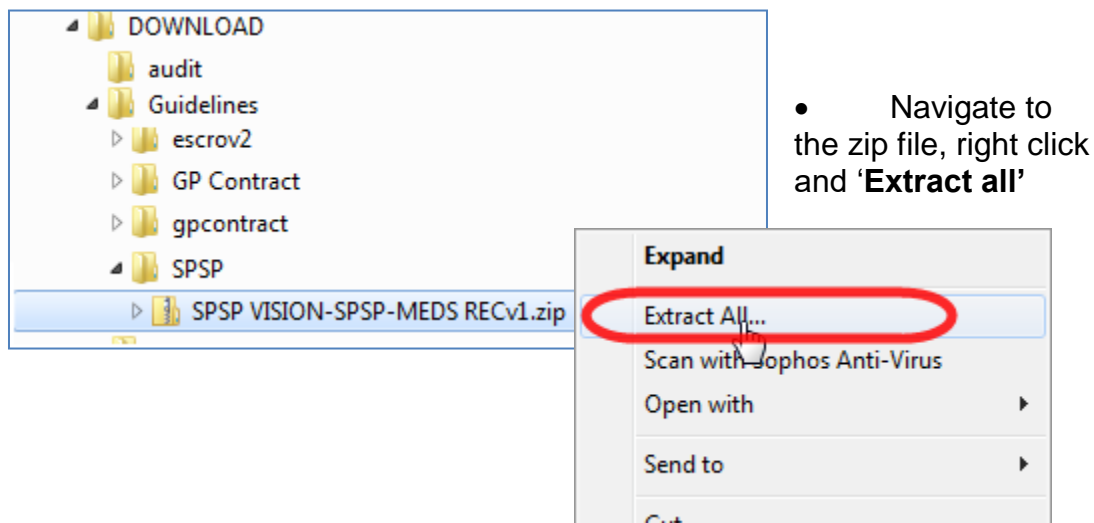 DOWNLOAD
audit
Guidelines
escrov2
GP Contract
gpcontract
SPSP
SPSP VISION-SPSP-MEDS RECv1.zip
• Navigate to
the zip file, right click
and ‘Extract all’
Expand
Extract All...
Scan with Sophos Anti-Virus
Open with
Send to
Cut